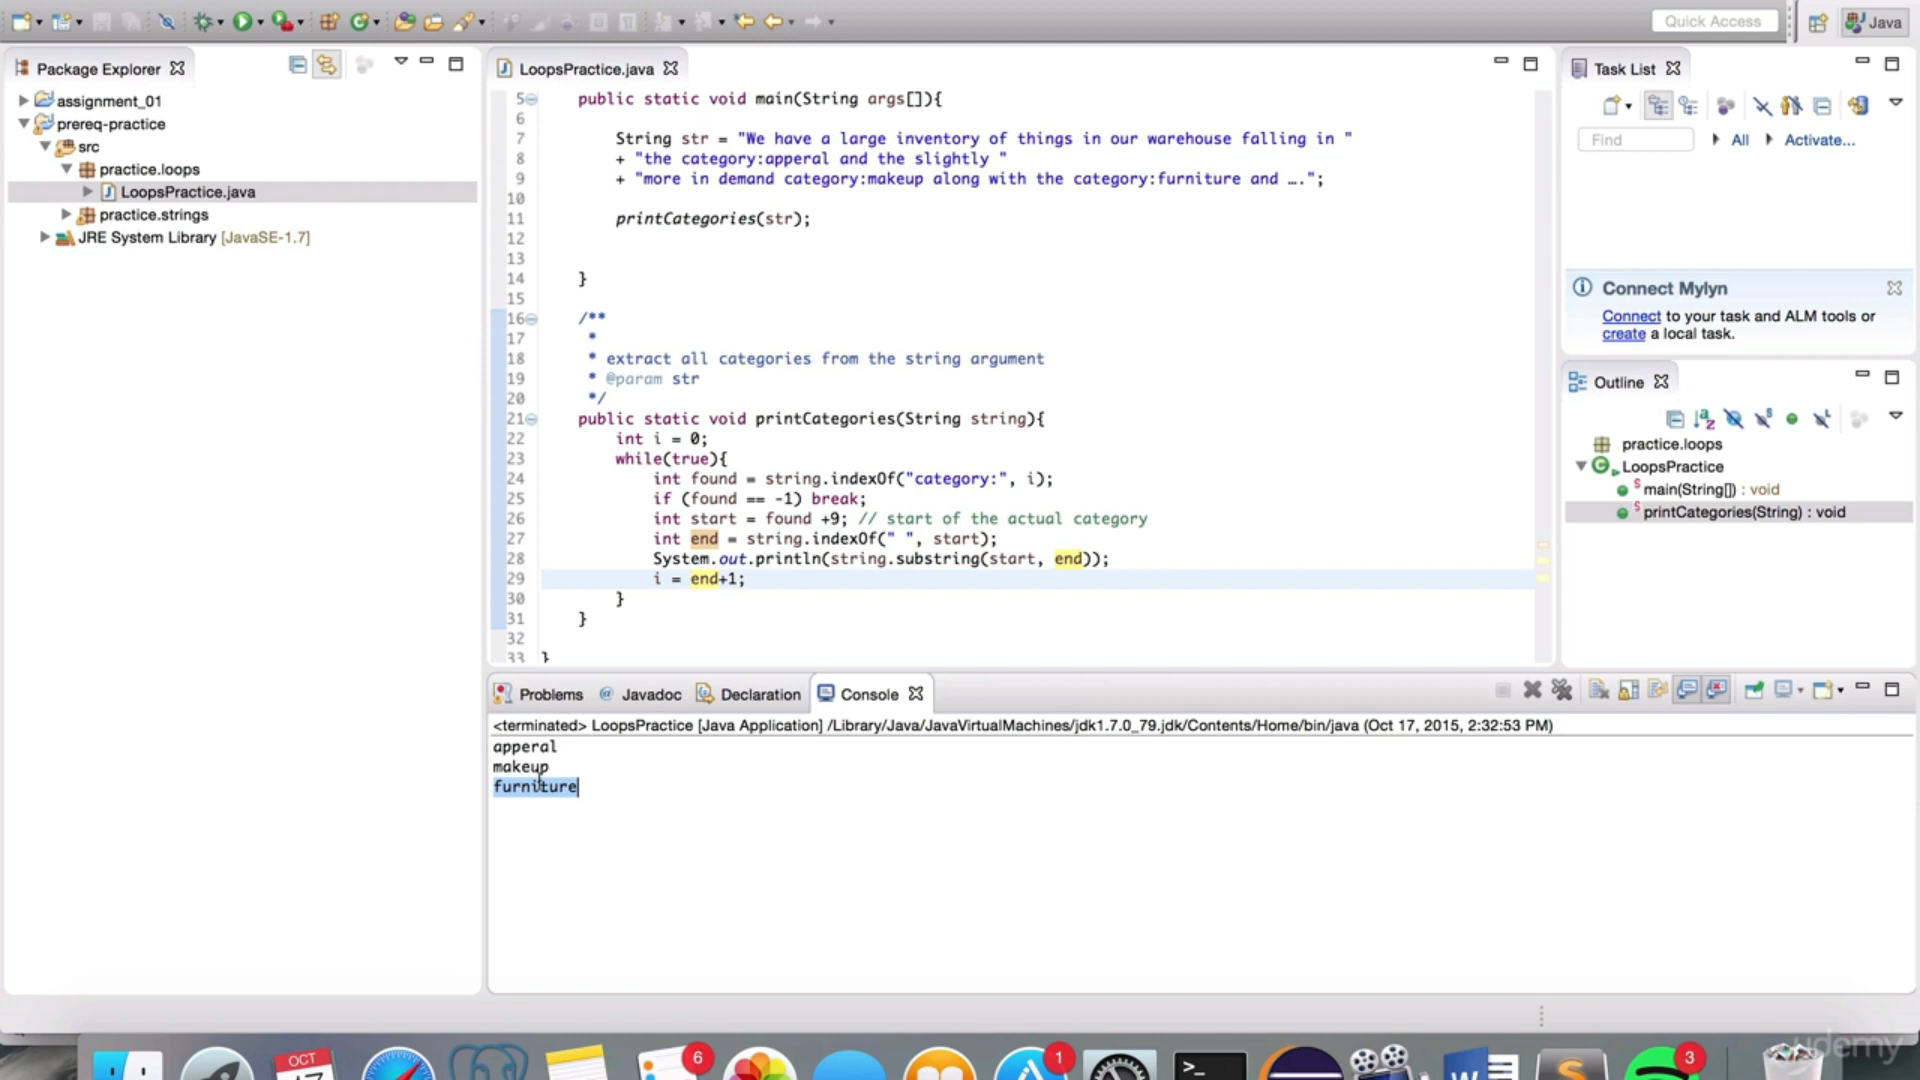 Quick Access
Java
Package Explorer
assignment_01
prereq-practice
src
practice.loops
LoopsPractice.java
practice.strings
JRE System Library [JavaSE-1.7]
LoopsPractice.java
5 public static void main(String args[]){
6
7 String str = "We have a large inventory of things in our warehouse falling in "
8 + "the category:apperal and the slightly "
9 + "more in demand category:makeup along with the category:furniture and ….";
10
11 printCategories(str);
12
13
14 }
15
16 /**
17 *
18 * extract all categories from the string argument
19 * @param str
20 */
21 public static void printCategories(String string){
22 int i = 0;
23 while(true){
24 int found = string.indexOf("category:", i);
25 if (found == -1) break;
26 int start = found +9; // start of the actual category
27 int end = string.indexOf(" ", start);
28 System.out.println(string.substring(start, end));
29 i = end+1;
30 }
31 }
32
33 }
Task List
Find
All
Activate...
Connect Mylyn
Connect to your task and ALM tools or
create a local task.
Outline
practice.loops
LoopsPractice
main(String[]) : void
printCategories(String) : void
Problems
Javadoc
Declaration
Console
<terminated> LoopsPractice [Java Application] /Library/Java/JavaVirtualMachines/jdk1.7.0_79.jdk/Contents/Home/bin/java (Oct 17, 2015, 2:32:53 PM)
apperal
makeup
furniture
OCT
6
1
3
udemy